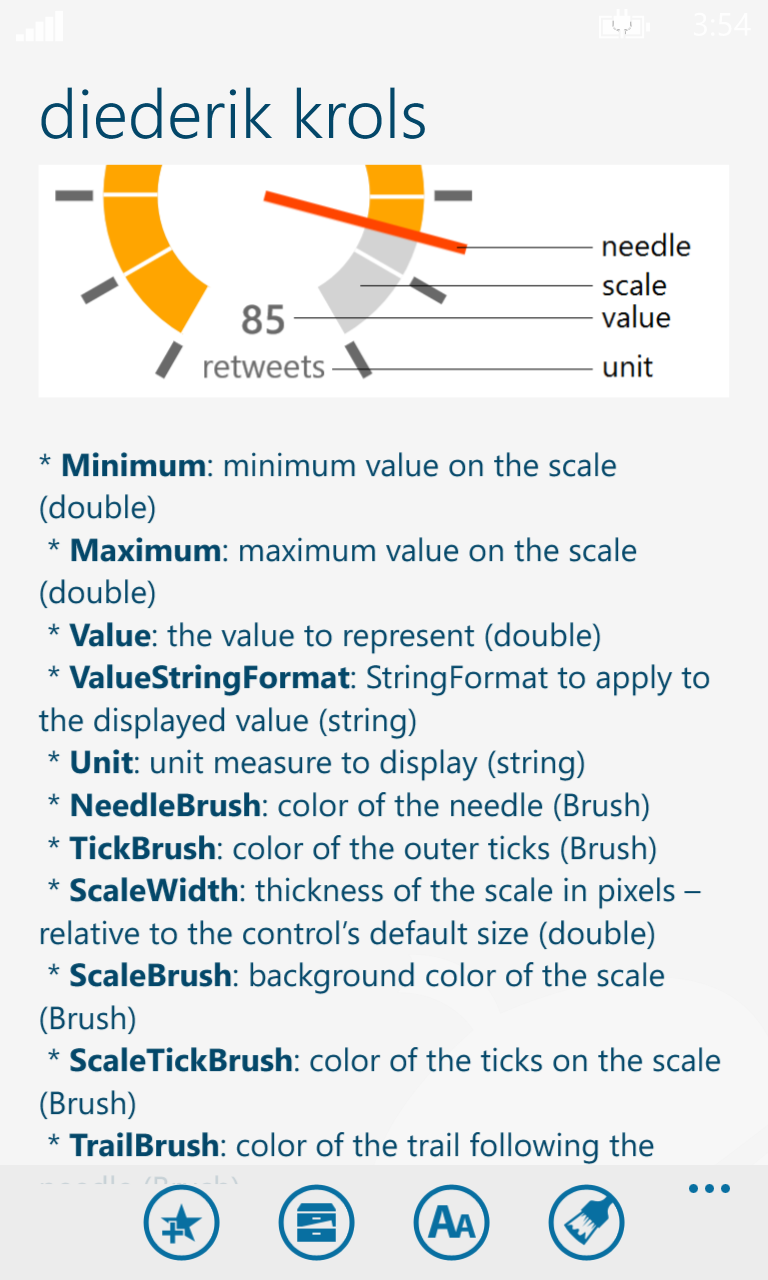 3:54
diederik krols
needle
scale
85
value
retweets
unit
* Minimum: minimum value on the scale
(double)
* Maximum: maximum value on the scale
(double)
* Value: the value to represent (double)
* ValueStringFormat: StringFormat to apply to
the displayed value (string)
* Unit: unit measure to display (string)
* NeedleBrush: color of the needle (Brush)
* TickBrush: color of the outer ticks (Brush)
* ScaleWidth: thickness of the scale in pixels –
relative to the control’s default size (double)
* ScaleBrush: background color of the scale
(Brush)
* ScaleTickBrush: color of the ticks on the scale
(Brush)
* TrailBrush: color of the trail following the
needle (Brush)
AA